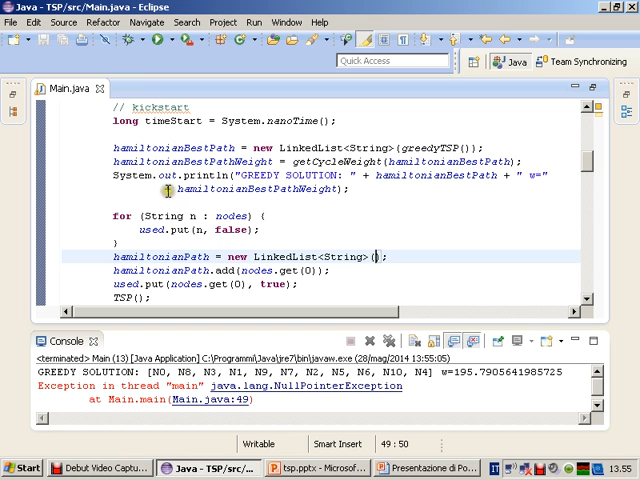 Java - TSP/src/Main.java - Eclipse
File Edit Source Refactor Navigate Search Project Run Window Help
Quick Access
Java
Team Synchronizing
Main.java
// kickstart
long timeStart = System.nanoTime();
hamiltonianBestPath = new LinkedList<String>(greedyTSP());
hamiltonianBestPathWeight = getCycleWeight(hamiltonianBestPath);
System.out.println("GREEDY SOLUTION: " + hamiltonianBestPath + " w="
hamiltonianBestPathWeight);
for (String n : nodes) {
used.put(n, false);
}
hamiltonianPath = new LinkedList<String>();
hamiltonianPath.add(nodes.get(0));
used.put(nodes.get(0), true);
TSP();
Console
<terminated> Main (13) [Java Application] C:\Programmi\Java\jre7\bin\javaw.exe (28/mag/2014 13:55:05)
GREEDY SOLUTION: [N0, N8, N3, N1, N9, N7, N2, N5, N6, N10, N4] w=195.7905641985725
Exception in thread "main" java.lang.NullPointerException
at Main.main(Main.java:49)
Writable
Smart Insert
49 : 50
Start
Debut Video Captu...
Java - TSP/src/...
tsp.pptx - Microsof...
Presentazione di Po...
IT
13.55